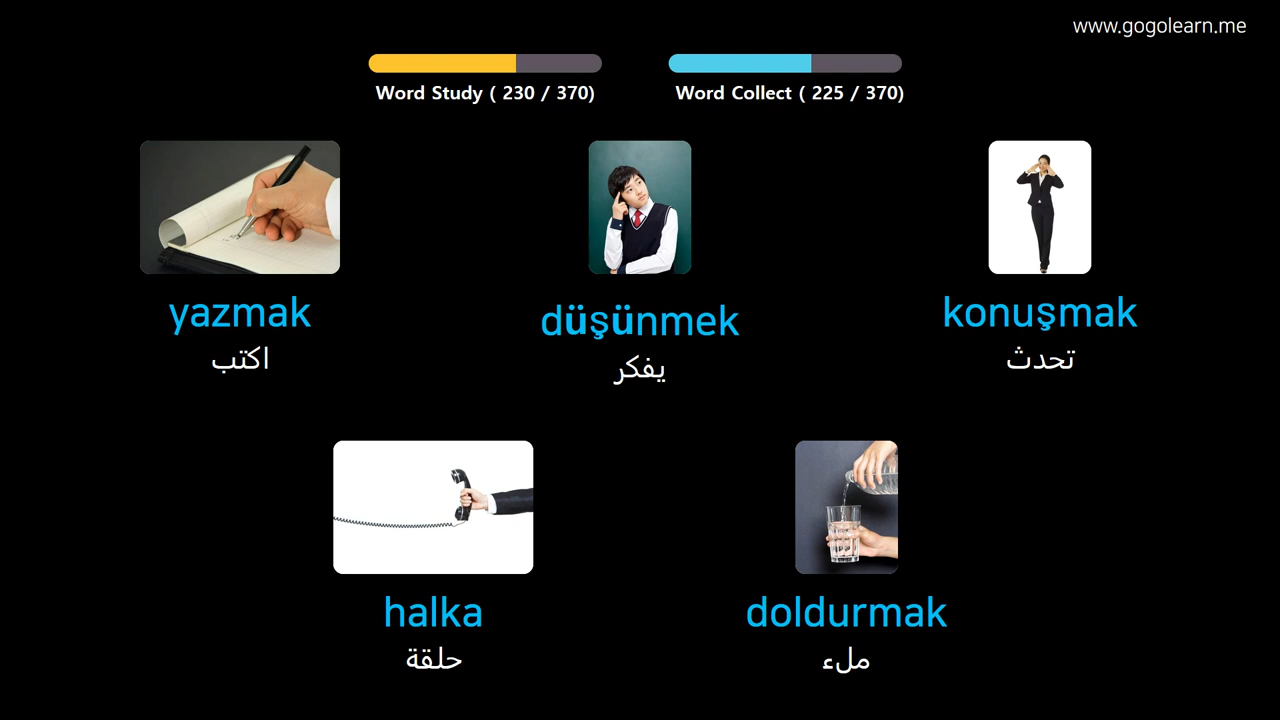 www.gogolearn.me
Word Study ( 230 / 370)
Word Collect ( 225 / 370)
yazmak
اكتب
düşünmek
يفكر
konuşmak
تحدث
halka
حلقة
doldurmak
ملء